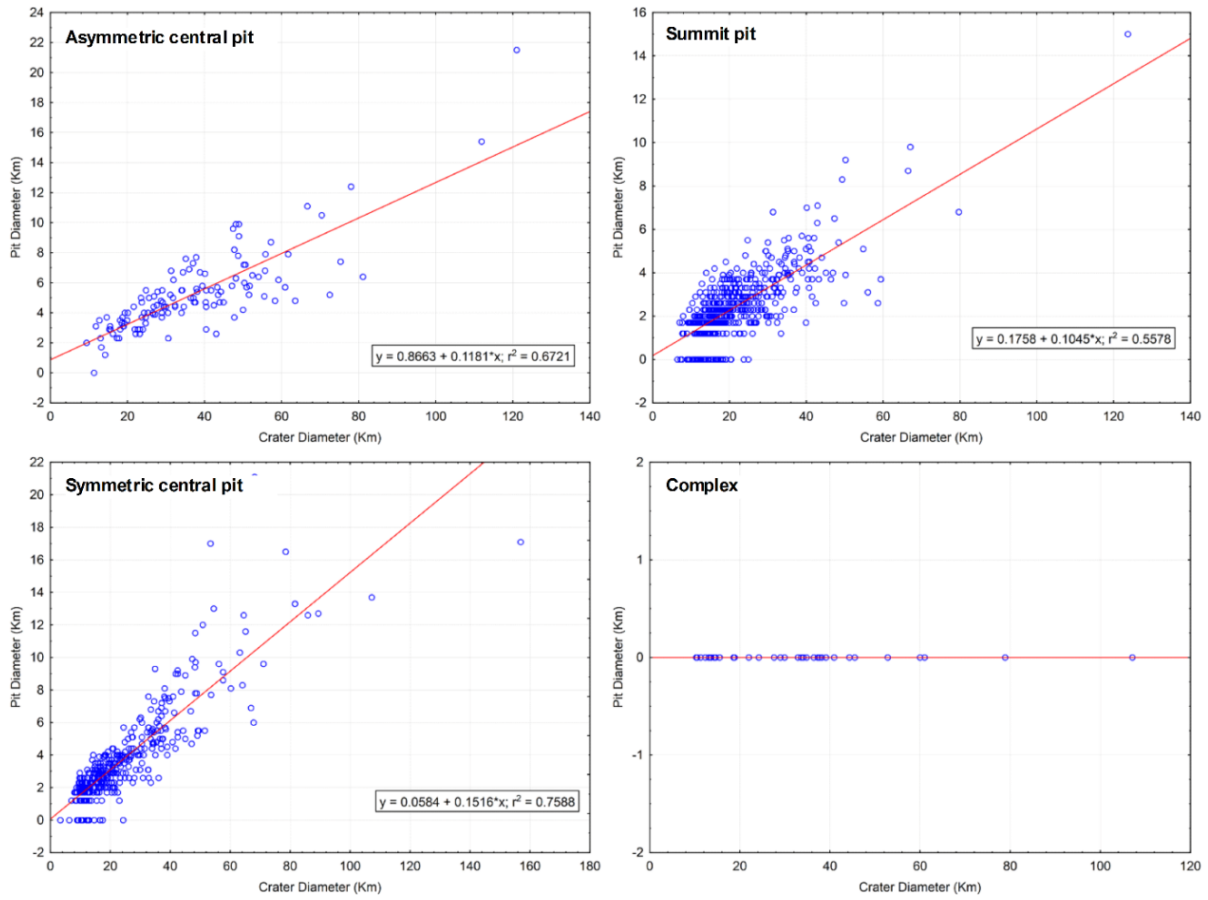 Asymmetric central pit
24
22
20
18
16
14
12
10
8
6
4
2
0
-2
Pit Diameter (Km)
y = 0.8663 + 0.1181*x; r² = 0.6721
0 20 40 60 80 100 120 140
Crater Diameter (Km)
Summit pit
16
14
12
10
8
6
4
2
0
-2
Pit Diameter (Km)
y = 0.1758 + 0.1045*x; r² = 0.5578
0 20 40 60 80 100 120 140
Crater Diameter (Km)
Symmetric central pit
22
20
18
16
14
12
10
8
6
4
2
0
-2
Pit Diameter (Km)
y = 0.0584 + 0.1516*x; r² = 0.7588
0 20 40 60 80 100 120 140 160 180
Crater Diameter (Km)
Complex
2
1
0
-1
-2
Pit Diameter (Km)
0 20 40 60 80 100 120
Crater Diameter (Km)